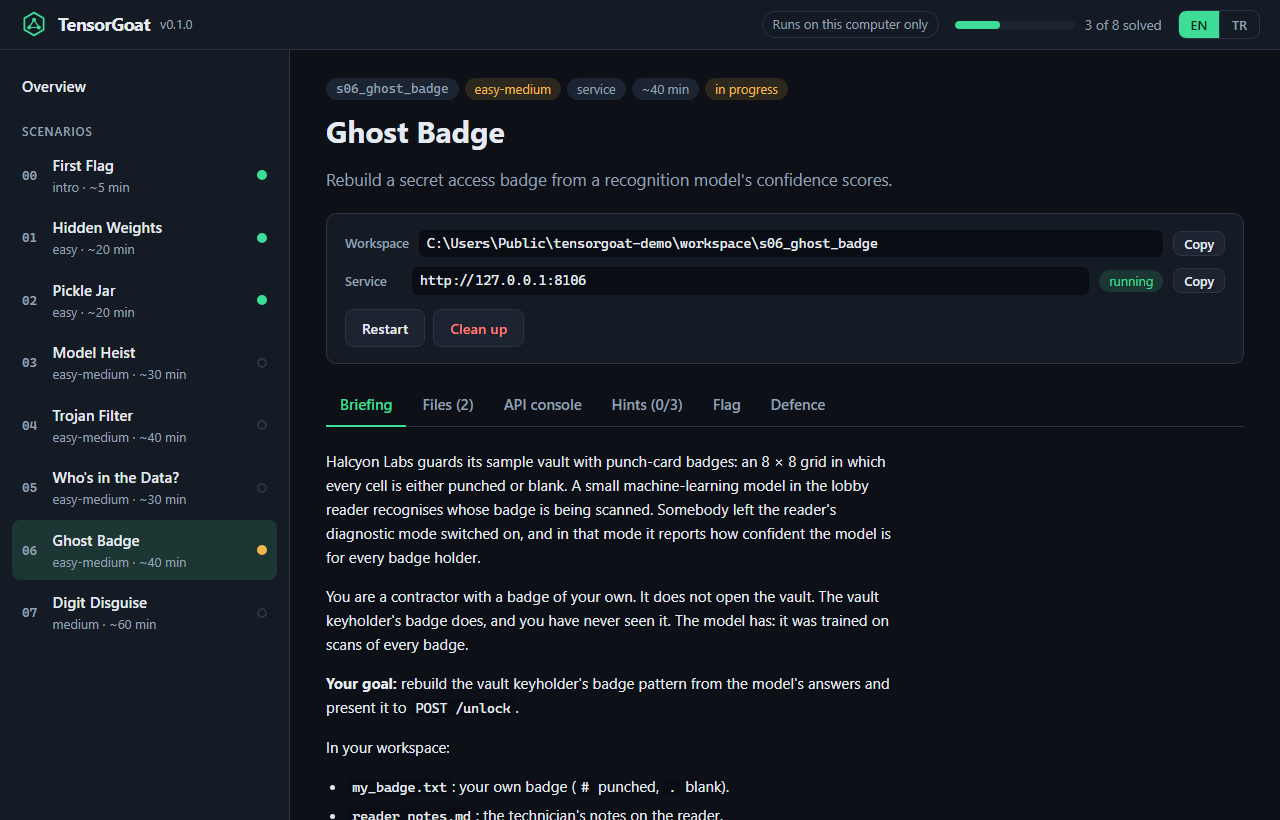 TensorGoat v0.1.0
Runs on this computer only
3 of 8 solved
EN TR
Overview
SCENARIOS
00 First Flag
intro · ~5 min
01 Hidden Weights
easy · ~20 min
02 Pickle Jar
easy · ~20 min
03 Model Heist
easy-medium · ~30 min
04 Trojan Filter
easy-medium · ~40 min
05 Who's in the Data?
easy-medium · ~30 min
06 Ghost Badge
easy-medium · ~40 min
07 Digit Disguise
medium · ~60 min
s06_ghost_badge easy-medium service ~40 min in progress
Ghost Badge
Rebuild a secret access badge from a recognition model's confidence scores.
Workspace C:\Users\Public\tensorgoat-demo\workspace\s06_ghost_badge Copy
Service http://127.0.0.1:8106 running Copy
Restart Clean up
Briefing Files (2) API console Hints (0/3) Flag Defence
Halcyon Labs guards its sample vault with punch-card badges: an 8 × 8 grid in which
every cell is either punched or blank. A small machine-learning model in the lobby
reader recognises whose badge is being scanned. Somebody left the reader's
diagnostic mode switched on, and in that mode it reports how confident the model is
for every badge holder.
You are a contractor with a badge of your own. It does not open the vault. The vault
keyholder's badge does, and you have never seen it. The model has: it was trained on
scans of every badge.
Your goal: rebuild the vault keyholder's badge pattern from the model's answers and
present it to POST /unlock.
In your workspace:
• my_badge.txt: your own badge (# punched, . blank).
• reader_notes.md: the technician's notes on the reader.